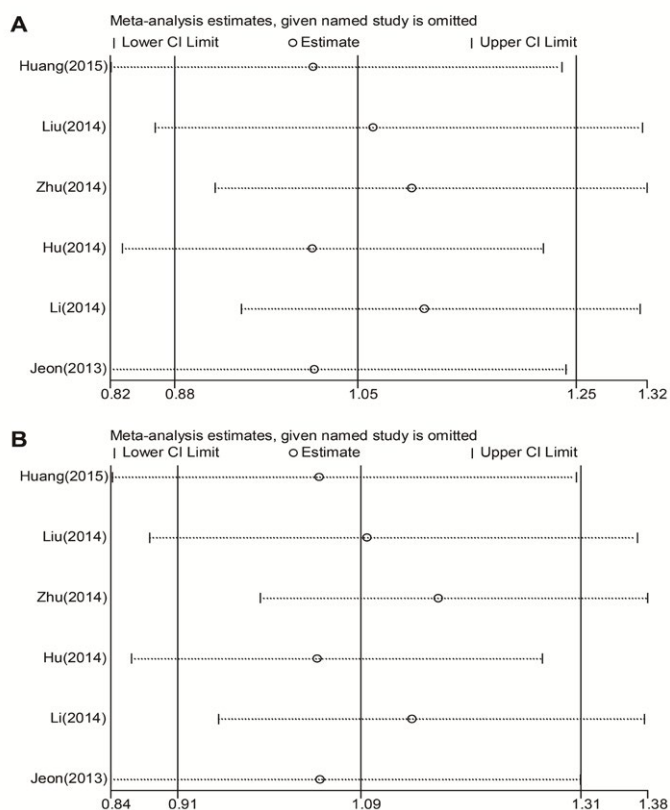 A
Meta-analysis estimates, given named study is omitted
| Lower CI Limit ○ Estimate | Upper CI Limit
Huang(2015)
Liu(2014)
Zhu(2014)
Hu(2014)
Li(2014)
Jeon(2013)
0.82 0.88 1.05 1.25 1.32
B
Meta-analysis estimates, given named study is omitted
| Lower CI Limit ○ Estimate | Upper CI Limit
Huang(2015)
Liu(2014)
Zhu(2014)
Hu(2014)
Li(2014)
Jeon(2013)
0.84 0.91 1.09 1.31 1.38